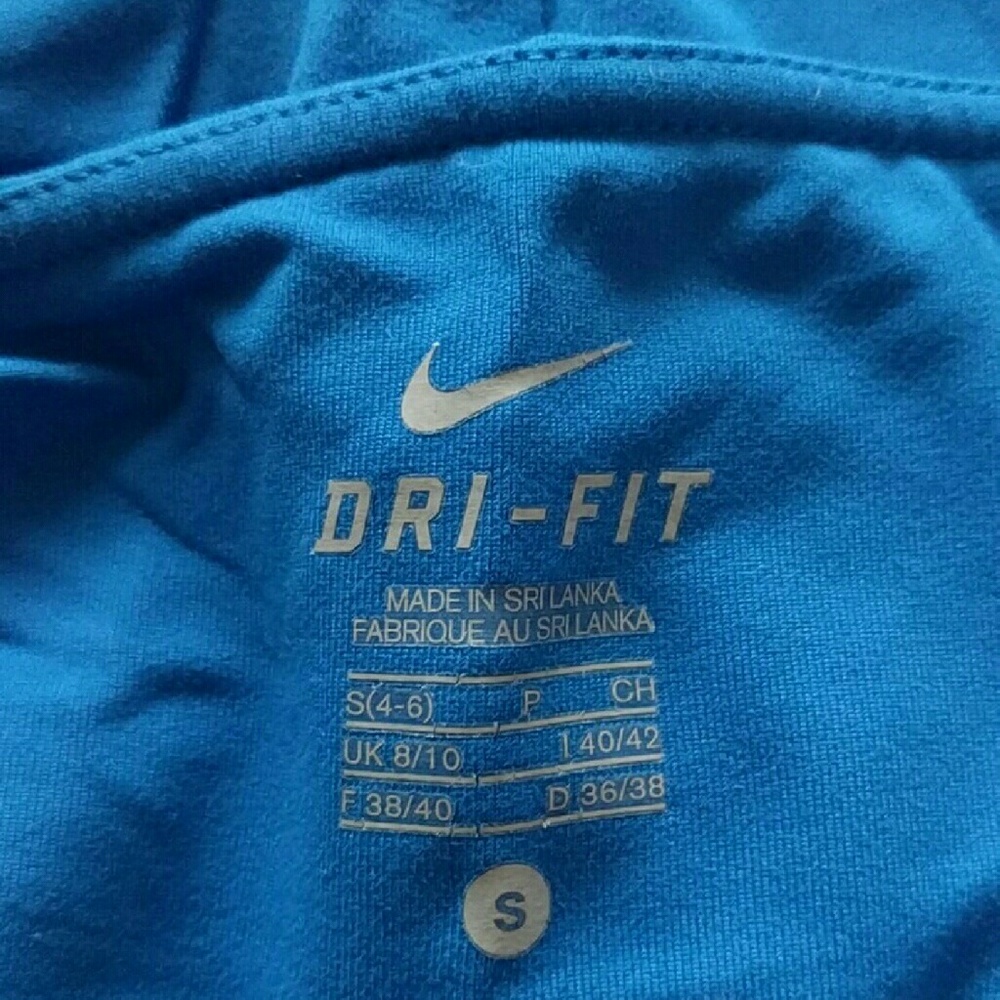 DRI-FIT
MADE IN SRI LANKA
FABRIQUE AU SRI LANKA
S(4-6) P CH
UK 8/10 I 40/42
F 38/40 D 36/38
S